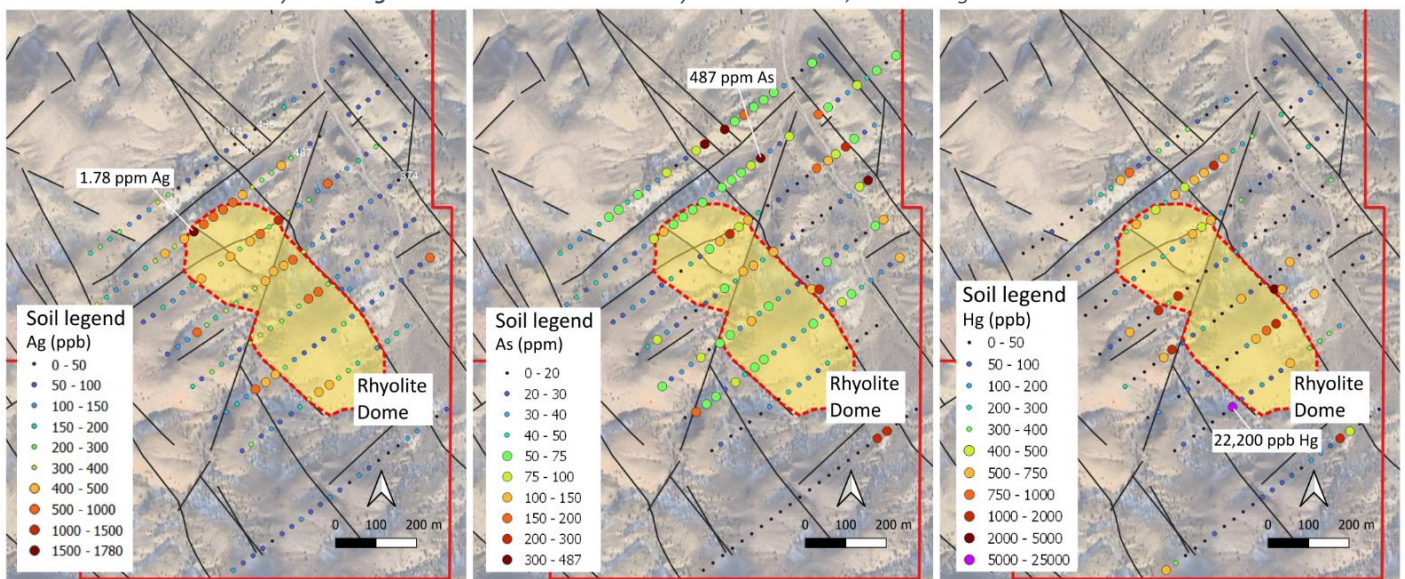 1.78 ppm Ag
Soil legend
Ag (ppb)
0 - 50
50 - 100
100 - 150
150 - 200
200 - 300
300 - 400
400 - 500
500 - 1000
1000 - 1500
1500 - 1780
Rhyolite
Dome
0 100 200 m
487 ppm As
Soil legend
As (ppm)
0 - 20
20 - 30
30 - 40
40 - 50
50 - 75
75 - 100
100 - 150
150 - 200
200 - 300
300 - 487
Rhyolite
Dome
0 100 200 m
Soil legend
Hg (ppb)
0 - 50
50 - 100
100 - 200
200 - 300
300 - 400
400 - 500
500 - 750
750 - 1000
1000 - 2000
2000 - 5000
5000 - 25000
Rhyolite
Dome
22,200 ppb Hg
0 100 200 m